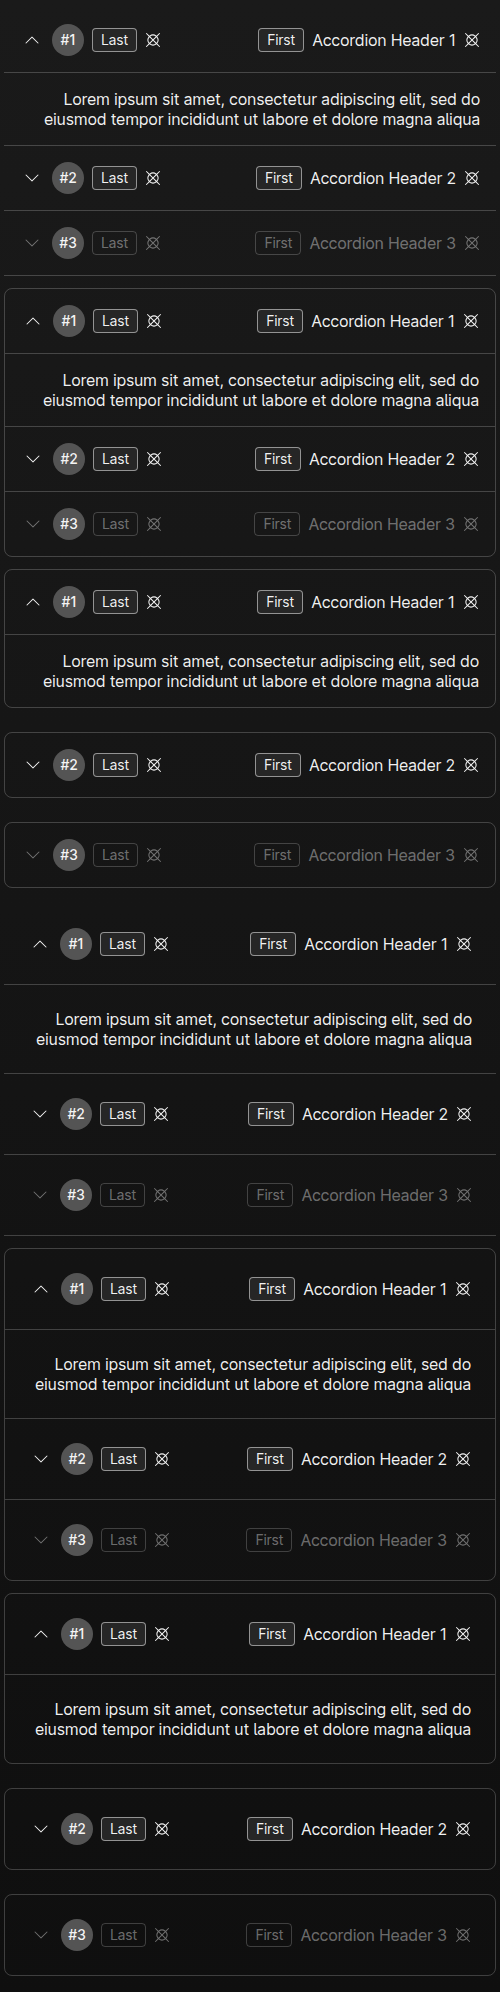 #1 Last First Accordion Header 1
Lorem ipsum sit amet, consectetur adipiscing elit, sed do
eiusmod tempor incididunt ut labore et dolore magna aliqua
#2 Last First Accordion Header 2
#3 Last First Accordion Header 3
#1 Last First Accordion Header 1
Lorem ipsum sit amet, consectetur adipiscing elit, sed do
eiusmod tempor incididunt ut labore et dolore magna aliqua
#2 Last First Accordion Header 2
#3 Last First Accordion Header 3
#1 Last First Accordion Header 1
Lorem ipsum sit amet, consectetur adipiscing elit, sed do
eiusmod tempor incididunt ut labore et dolore magna aliqua
#2 Last First Accordion Header 2
#3 Last First Accordion Header 3
#1 Last First Accordion Header 1
Lorem ipsum sit amet, consectetur adipiscing elit, sed do
eiusmod tempor incididunt ut labore et dolore magna aliqua
#2 Last First Accordion Header 2
#3 Last First Accordion Header 3
#1 Last First Accordion Header 1
Lorem ipsum sit amet, consectetur adipiscing elit, sed do
eiusmod tempor incididunt ut labore et dolore magna aliqua
#2 Last First Accordion Header 2
#3 Last First Accordion Header 3
#1 Last First Accordion Header 1
Lorem ipsum sit amet, consectetur adipiscing elit, sed do
eiusmod tempor incididunt ut labore et dolore magna aliqua
#2 Last First Accordion Header 2
#3 Last First Accordion Header 3